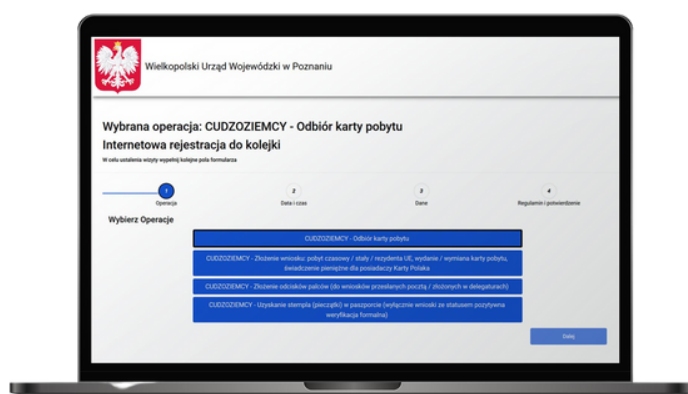 Wielkopolski Urząd Wojewódzki w Poznaniu
Wybrana operacja: CUDZOZIEMCY - Odbiór karty pobytu
Internetowa rejestracja do kolejki
W celu ustalenia wizyty wypełnij kolejne pola formularza
1 2 3 4
Operacja Data i czas Dane Regulamin i potwierdzenie
Wybierz Operacje
CUDZOZIEMCY - Odbiór karty pobytu
CUDZOZIEMCY - Złożenie wniosku: pobyt czasowy / stały / rezydenta UE, wydanie / wymiana karty pobytu,
świadczenie pieniężne dla posiadaczy Karty Polaka
CUDZOZIEMCY - Złożenie odcisków palców (do wniosków przesłanych pocztą / złożonych w delegaturach)
CUDZOZIEMCY - Uzyskanie stempla (pieczątki) w paszporcie (wyłącznie wnioski ze statusem pozytywna
weryfikacja formalna)
Dalej